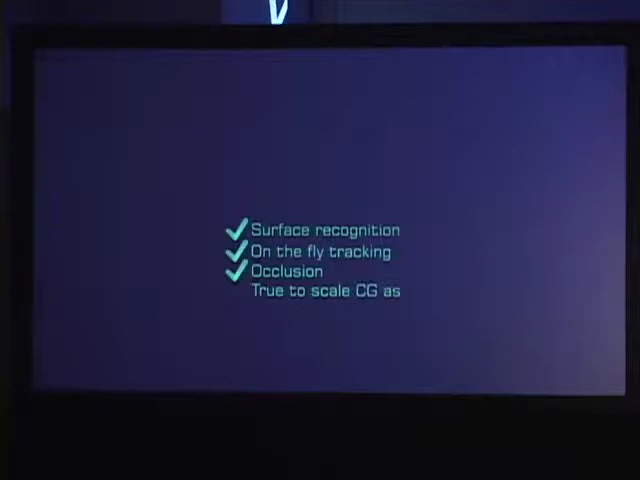 Surface recognition
On the fly tracking
Occlusion
True to scale CG as